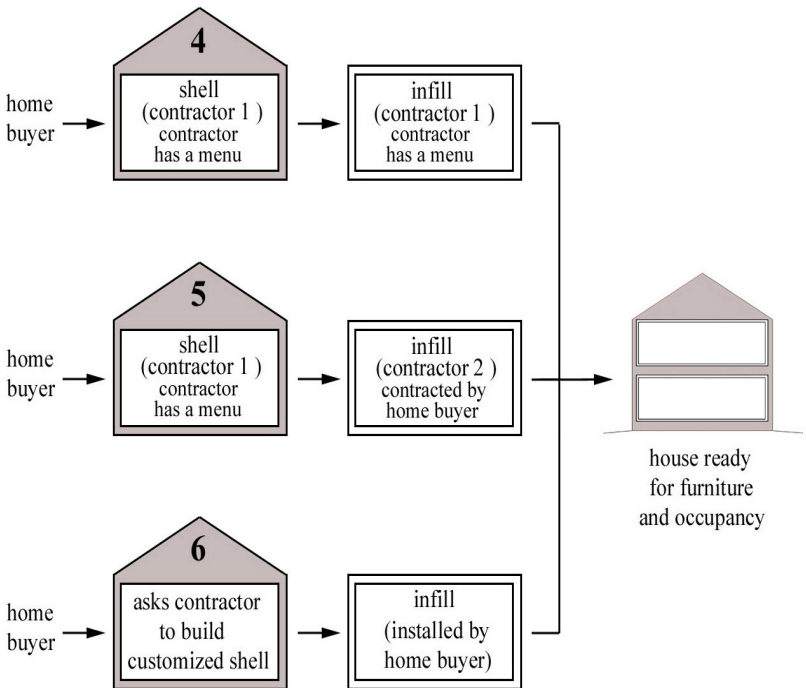 4
home
buyer
shell
(contractor 1 )
contractor
has a menu
infill
(contractor 1 )
contractor
has a menu
5
home
buyer
shell
(contractor 1 )
contractor
has a menu
infill
(contractor 2 )
contracted by
home buyer
house ready
for furniture
and occupancy
6
home
buyer
asks contractor
to build
customized shell
infill
(installed by
home buyer)